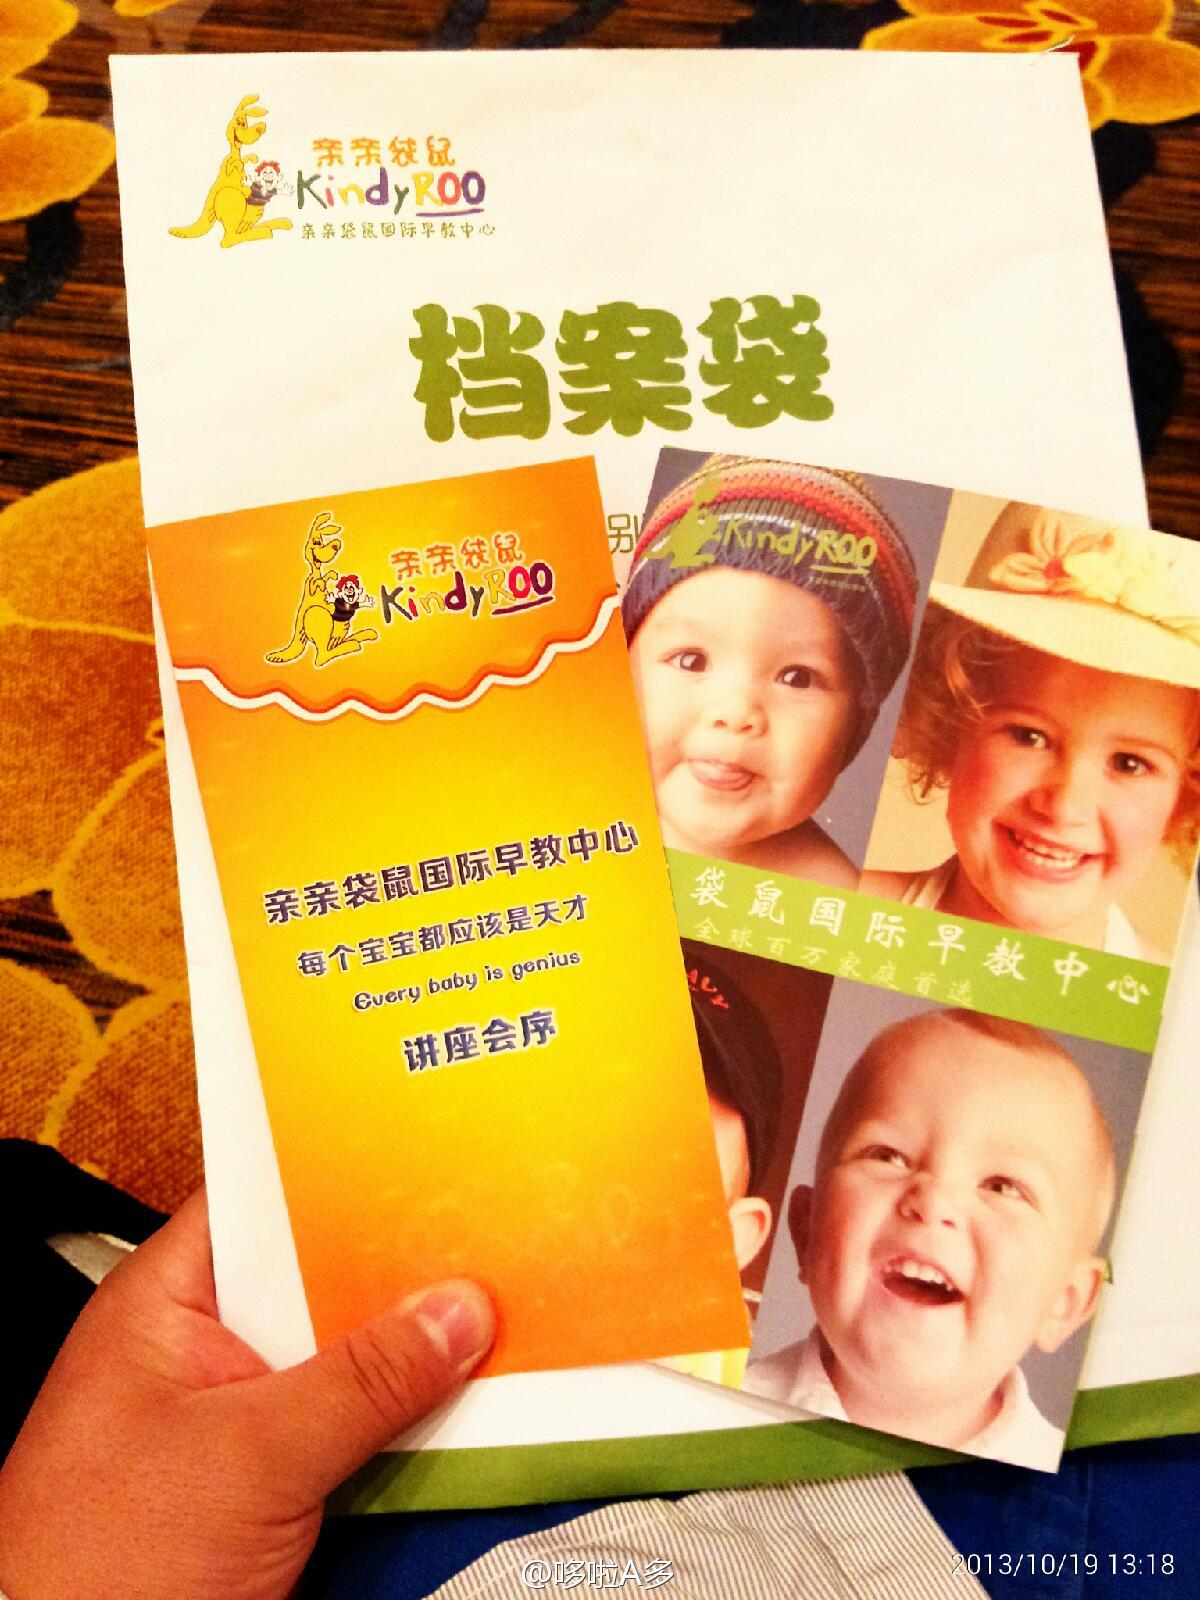 亲亲袋鼠
KindyROO
亲亲袋鼠国际早教中心
档案袋
别
亲亲袋鼠
KindyROO
亲亲袋鼠国际早教中心
每个宝宝都应该是天才
Every baby is genius
讲座会序
KindyROO
袋鼠国际早教中心
全球百万家庭首选
@哆啦A多
2013/10/19 13:18